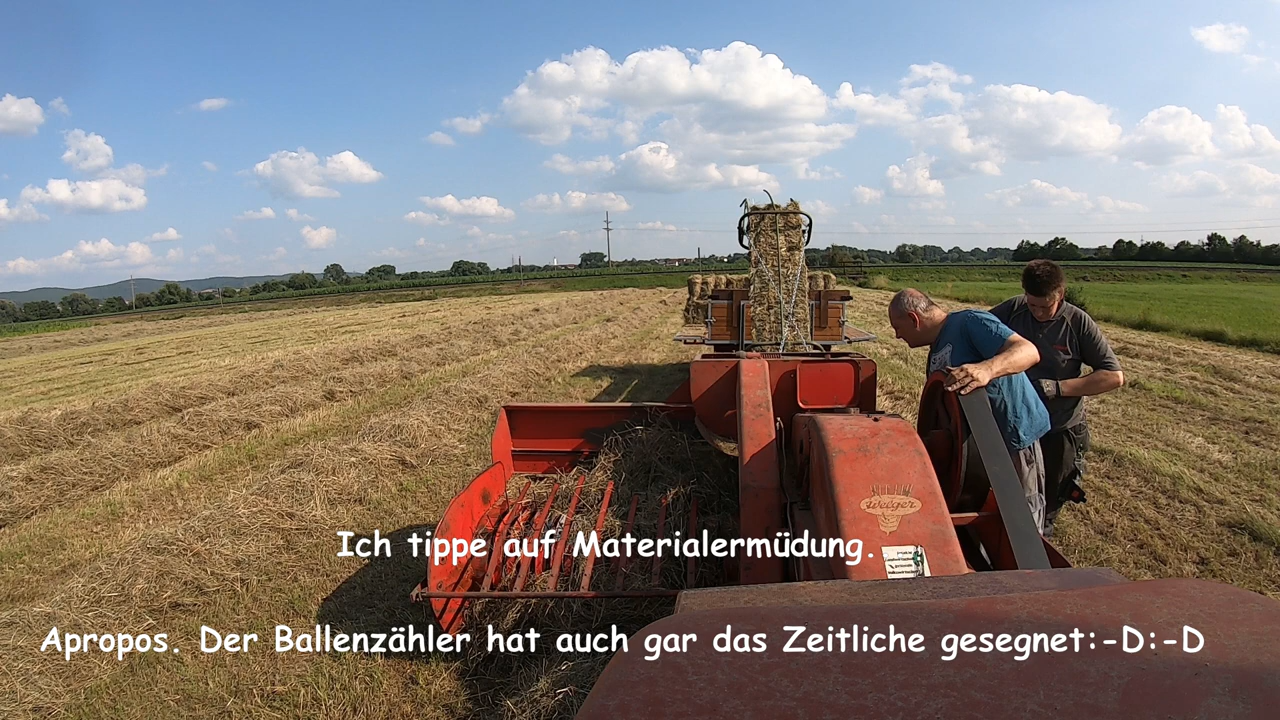 Welger
Ich tippe auf Materialermüdung.
Apropos. Der Ballenzähler hat auch gar das Zeitliche gesegnet:-D:-D